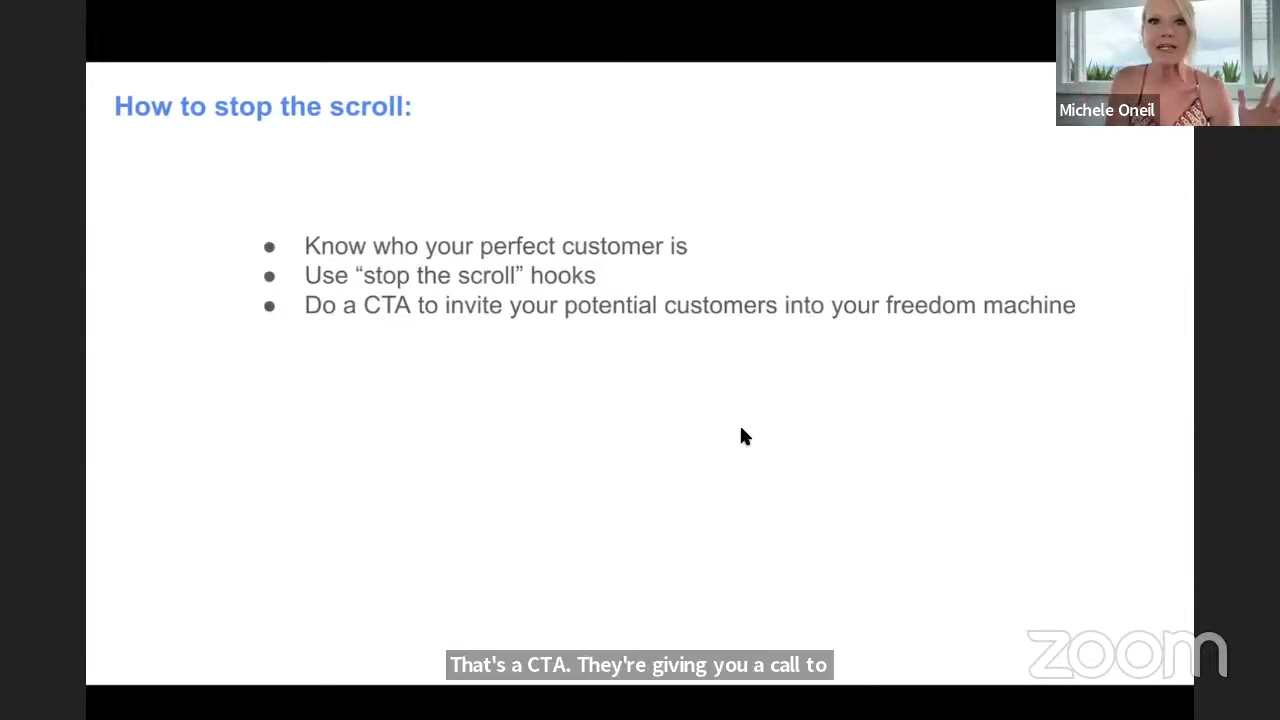 How to stop the scroll:
Michele Oneil
● Know who your perfect customer is
● Use “stop the scroll” hooks
● Do a CTA to invite your potential customers into your freedom machine
That's a CTA. They're giving you a call to
zoom